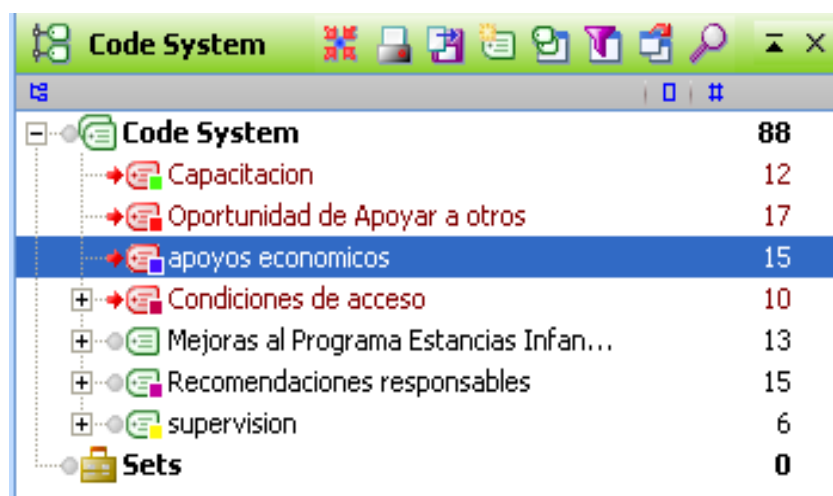 Code System
Code System 88
Capacitacion 12
Oportunidad de Apoyar a otros 17
apoyos economicos 15
Condiciones de acceso 10
Mejoras al Programa Estancias Infan... 13
Recomendaciones responsables 15
supervision 6
Sets 0